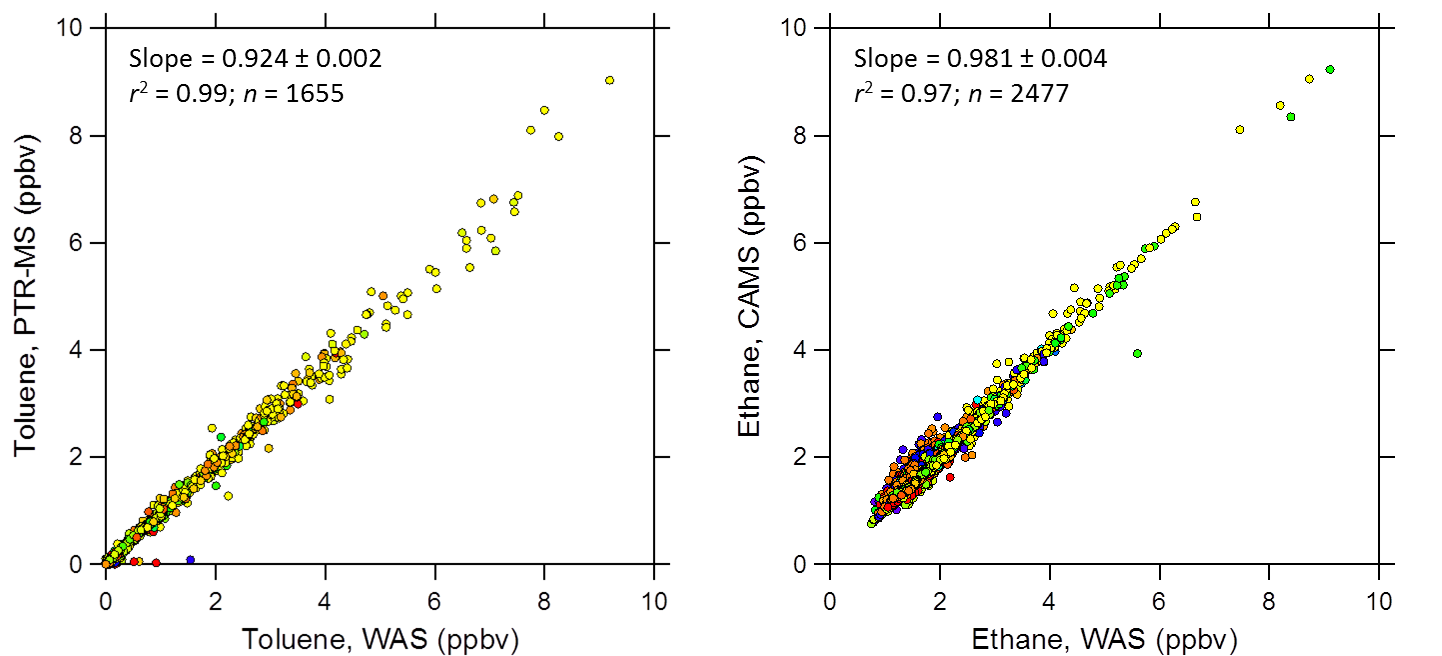 Slope = 0.924 ± 0.002
r² = 0.99; n = 1655
10
8
6
4
2
0
Toluene, PTR-MS (ppbv)
0 2 4 6 8 10
Toluene, WAS (ppbv)
Slope = 0.981 ± 0.004
r² = 0.97; n = 2477
10
8
6
4
2
0
Ethane, CAMS (ppbv)
0 2 4 6 8 10
Ethane, WAS (ppbv)